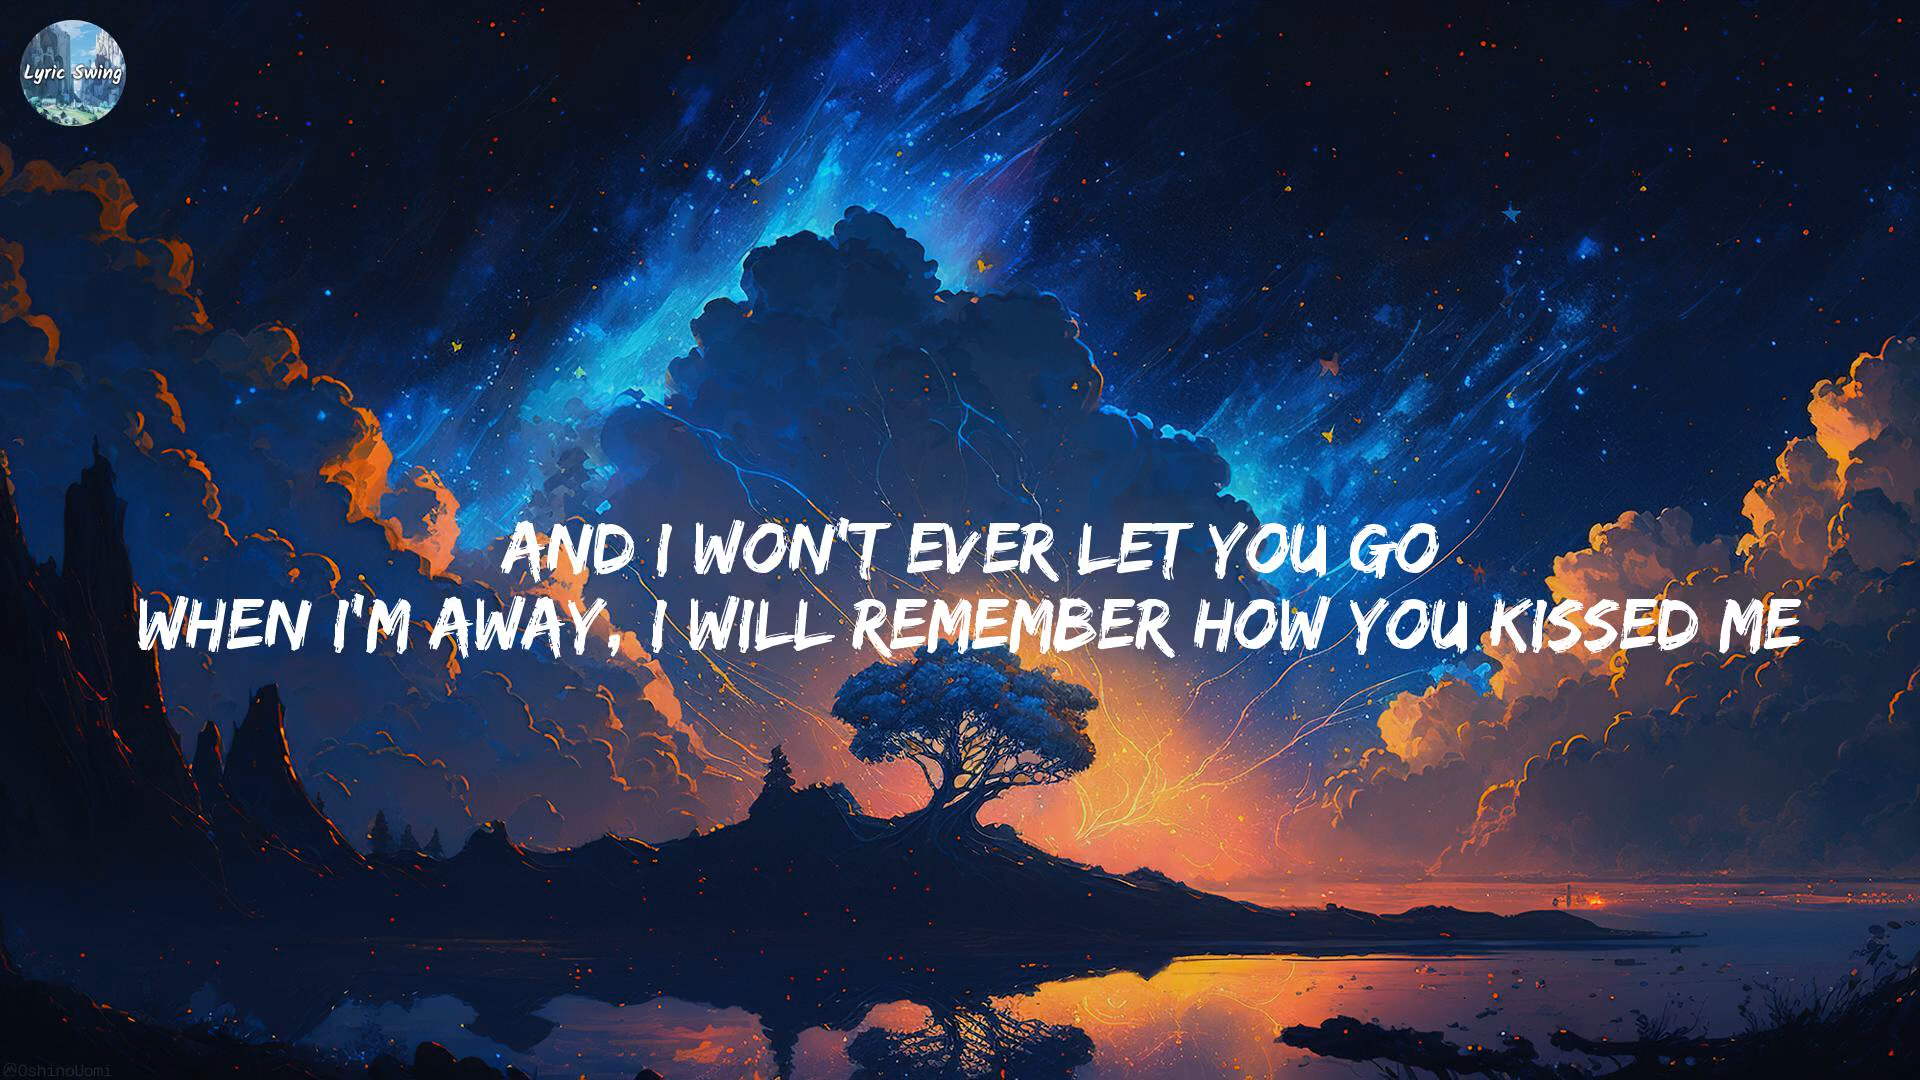 Lyric Swing
AND I WON'T EVER LET YOU GO
WHEN I'M AWAY, I WILL REMEMBER HOW YOU KISSED ME
@OshinoUomi